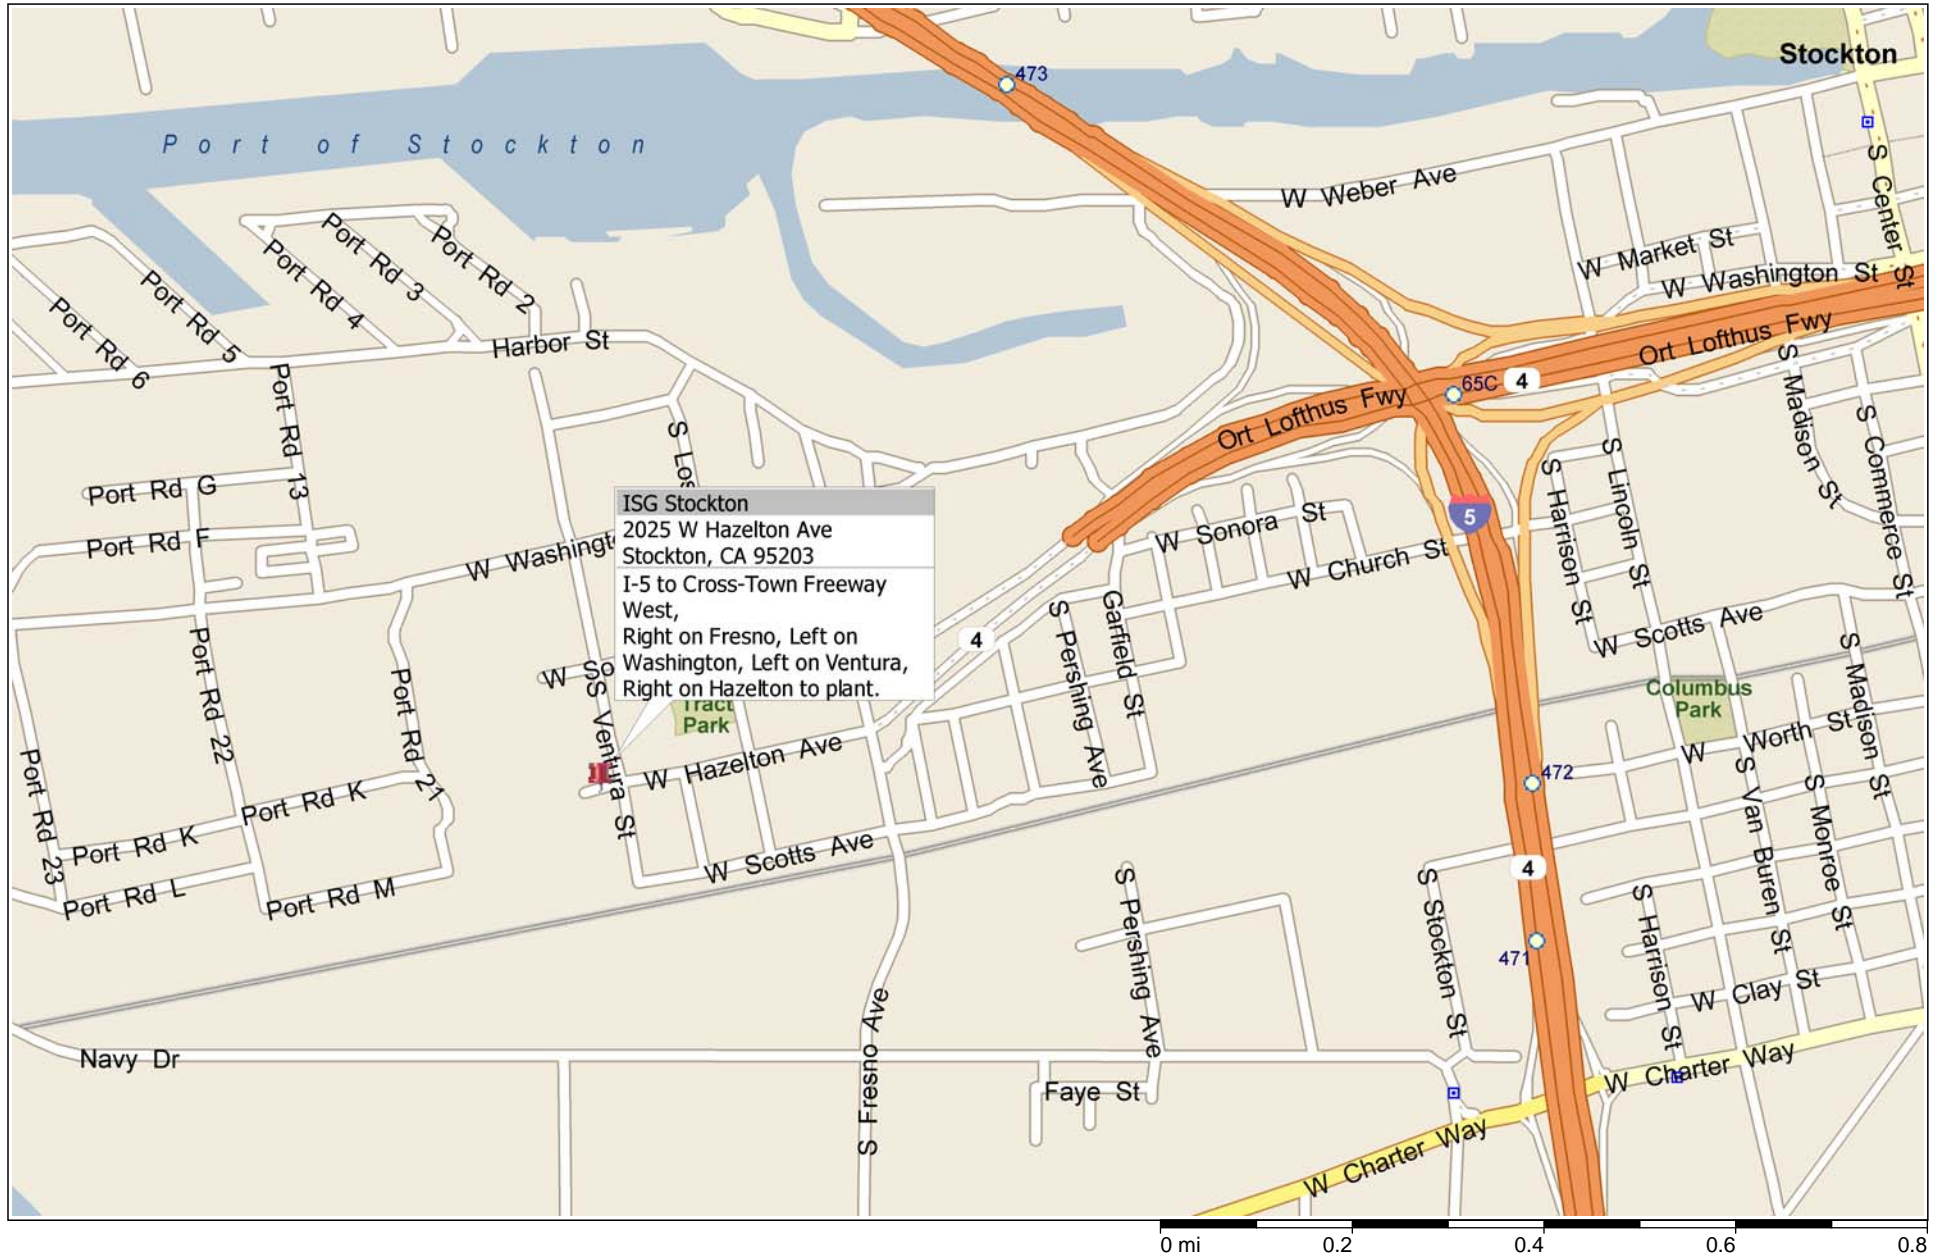 Stockton
473
Port of Stockton
S Center St
W Weber Ave
W Market St
W Washington St
Port Rd 2
Port Rd 3
Port Rd 4
Port Rd 5
Port Rd 6
Harbor St
Ort Lofthus Fwy
4
65C
Ort Lofthus Fwy
S Madison St
S Commerce St
Port Rd 13
S Los
S Lincoln St
S Harrison St
Port Rd G
Port Rd F
5
W Sonora St
W Church St
W Washingt
ISG Stockton
2025 W Hazelton Ave
Stockton, CA 95203
I-5 to Cross-Town Freeway
West,
Right on Fresno, Left on
Washington, Left on Ventura,
Right on Hazelton to plant.
4
S Pershing Ave
Garfield St
W Scotts Ave
Port Rd 22
Port Rd 21
W So
S Ventura St
Tract
Park
Columbus
Park
S Madison St
W Worth St
W Hazelton Ave
Port Rd 23
Port Rd K
Port Rd K
472
S Van Buren St
S Monroe St
W Scotts Ave
Port Rd L
Port Rd M
4
S Pershing Ave
S Stockton St
S Harrison St
471
W Clay St
S Fresno Ave
Navy Dr
Faye St
W Charter Way
W Charter Way
0 mi 0.2 0.4 0.6 0.8